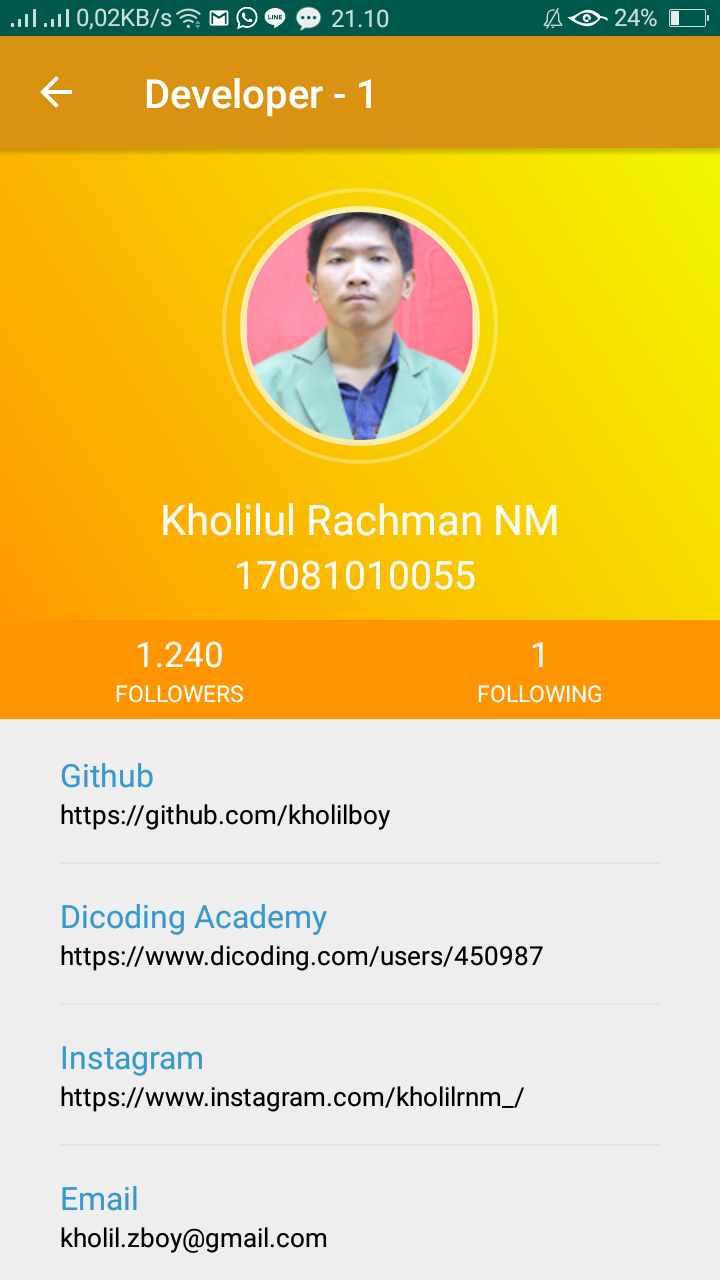 0,02KB/s LINE 21.10 24%
Developer - 1
Kholilul Rachman NM
17081010055
1.240 1
FOLLOWERS FOLLOWING
Github
https://github.com/kholilboy
Dicoding Academy
https://www.dicoding.com/users/450987
Instagram
https://www.instagram.com/kholilrnm_/
Email
kholil.zboy@gmail.com